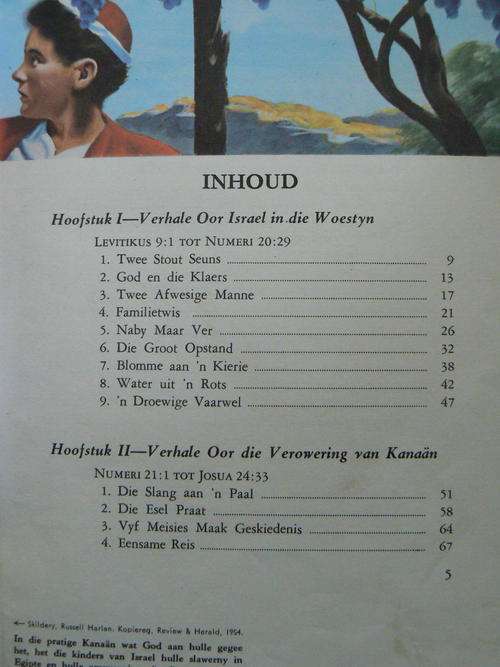 INHOUD
Hoofstuk I—Verhale Oor Israel in die Woestyn
LEVITIKUS 9:1 TOT NUMERI 20:29
1. Twee Stout Seuns 9
2. God en die Klaers 13
3. Twee Afwesige Manne 17
4. Familietwis 21
5. Naby Maar Ver 26
6. Die Groot Opstand 32
7. Blomme aan 'n Kierie 38
8. Water uit 'n Rots 42
9. 'n Droewige Vaarwel 47
Hoofstuk II—Verhale Oor die Verowering van Kanaän
NUMERI 21:1 TOT JOSUA 24:33
1. Die Slang aan 'n Paal 51
2. Die Esel Praat 58
3. Vyf Meisies Maak Geskiedenis 64
4. Eensame Reis 67
5
← Skildery, Russell Harlan. Kopiereg, Review & Herald, 1954.
In die pragtige Kanaän wat God aan hulle gegee
het, het die kinders van Israel hulle slawerny in
Egipte en hulle